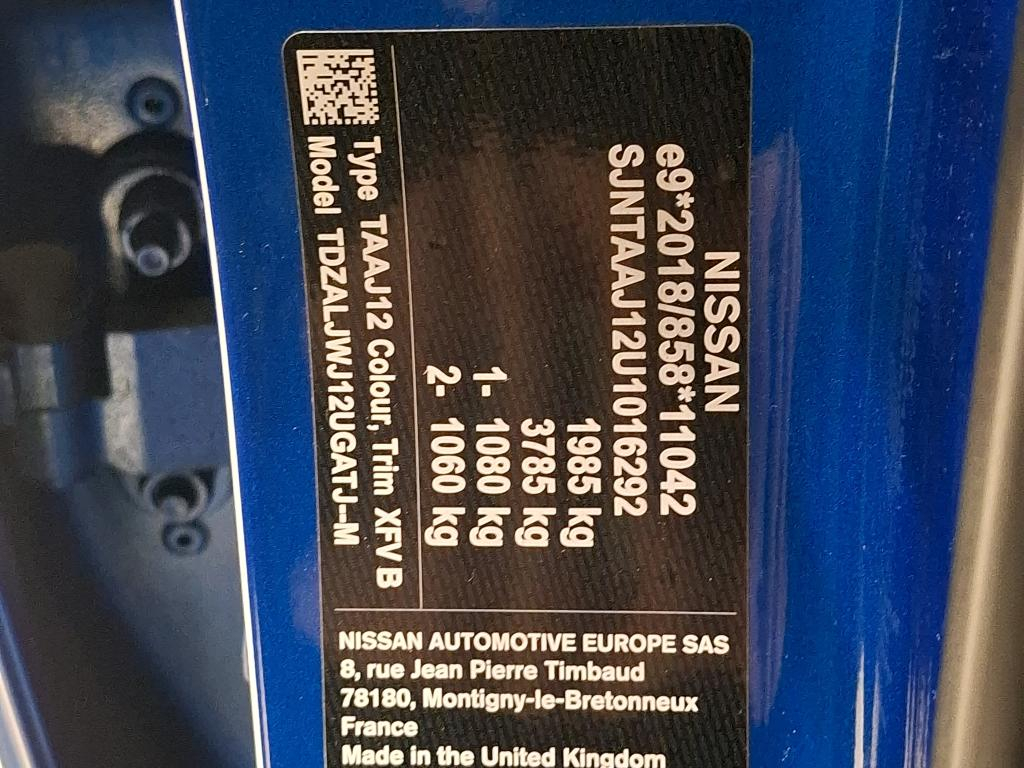 NISSAN
e9*2018/858*11042
SJNTAAJ12U1016292
1985 kg
3785 kg
1- 1080 kg
2- 1060 kg
Type TAAJ12 Colour, Trim XFV B
Model TDZALJWJ12UGATJ--M
NISSAN AUTOMOTIVE EUROPE SAS
8, rue Jean Pierre Timbaud
78180, Montigny-le-Bretonneux
France
Made in the United Kingdom